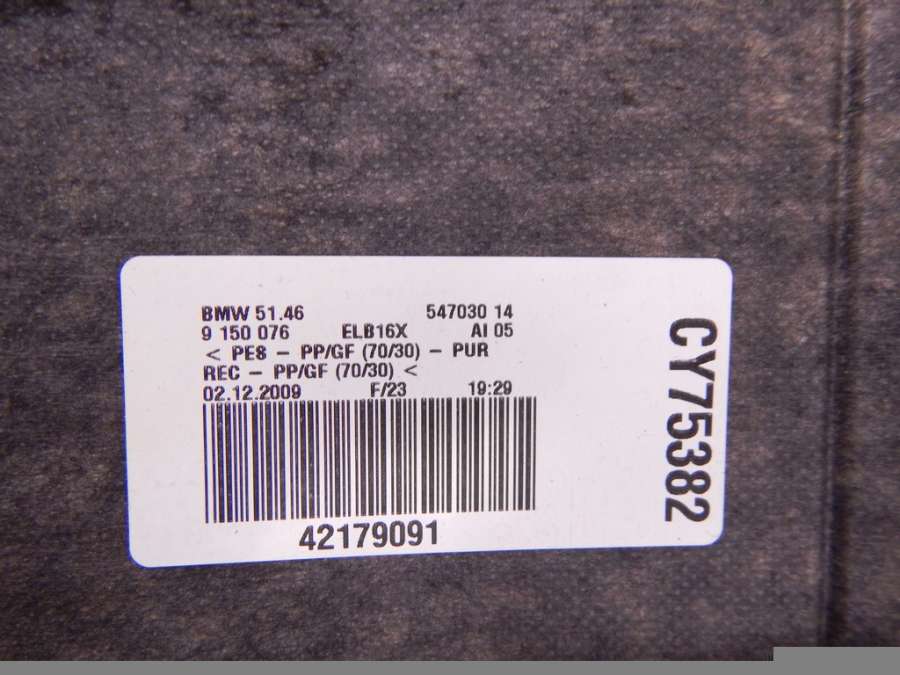 BMW 51.46 547030 14
9 150 076 ELB16X AI 05
< PES - PP/GF (70/30) - PUR
REC - PP/GF (70/30) <
02.12.2009 F/23 19:29
42179091
CY75382